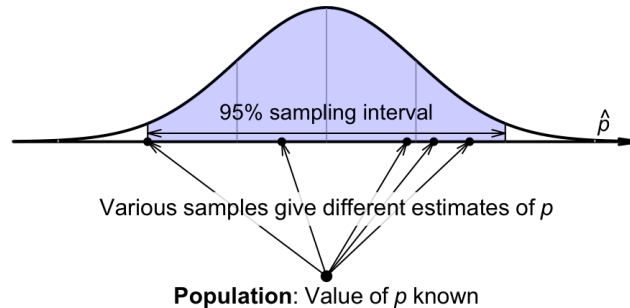 95% sampling interval
p̂
Various samples give different estimates of p
Population: Value of p known